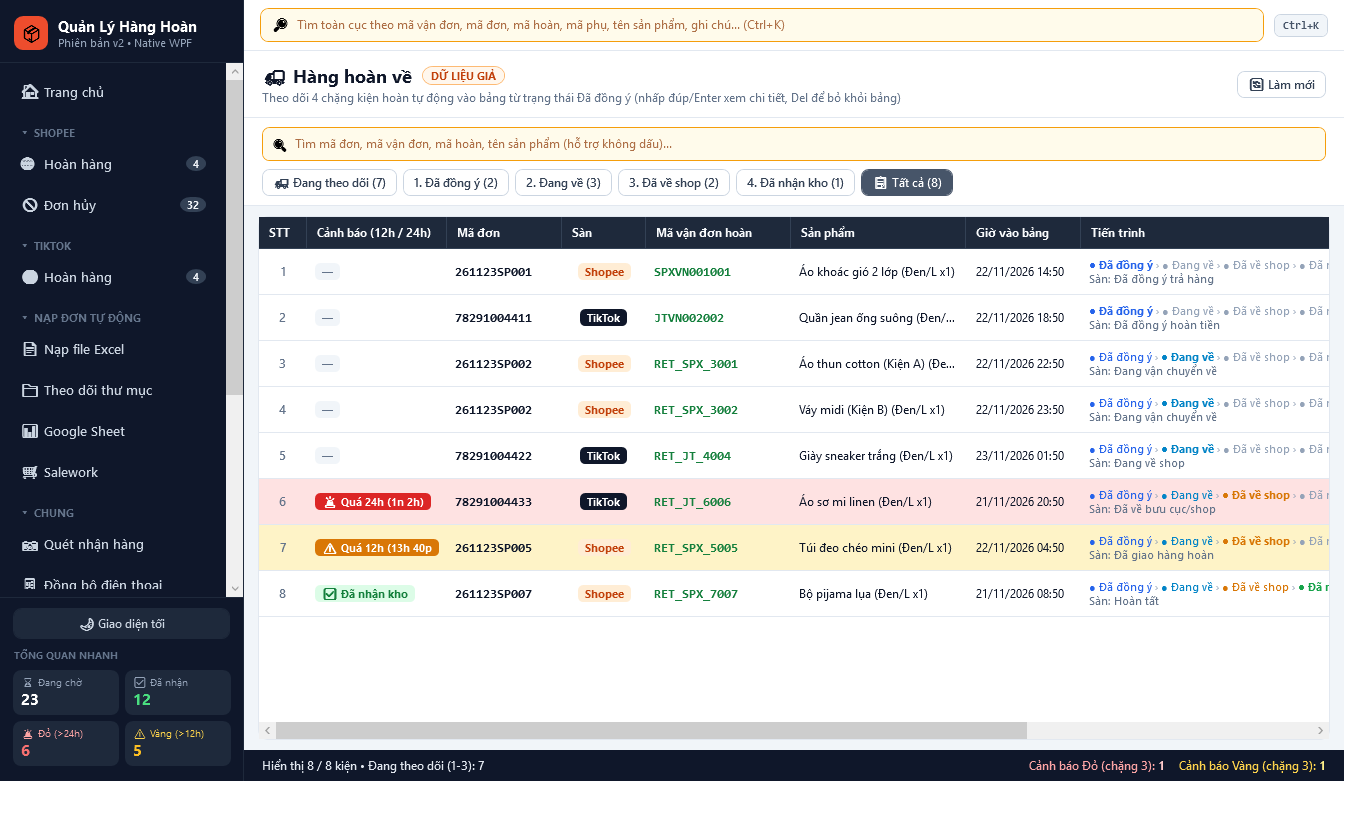 Quản Lý Hàng Hoàn
Phiên bản v2 • Native WPF
Trang chủ
SHOPEE
Hoàn hàng 4
Đơn hủy 32
TIKTOK
Hoàn hàng 4
NẠP ĐƠN TỰ ĐỘNG
Nạp file Excel
Theo dõi thư mục
Google Sheet
Salework
CHUNG
Quét nhận hàng
Đồng bộ điện thoại
Giao diện tối
TỔNG QUAN NHANH
Đang chờ
23
Đã nhận
12
Đỏ (>24h)
6
Vàng (>12h)
5
Tìm toàn cục theo mã vận đơn, mã đơn, mã hoàn, mã phụ, tên sản phẩm, ghi chú... (Ctrl+K)
Ctrl+K
Hàng hoàn về DỮ LIỆU GIẢ
Theo dõi 4 chặng kiện hoàn tự động vào bảng từ trạng thái Đã đồng ý (nhấp đúp/Enter xem chi tiết, Del để bỏ khỏi bảng)
Làm mới
Tìm mã đơn, mã vận đơn, mã hoàn, tên sản phẩm (hỗ trợ không dấu)...
Đang theo dõi (7) 1. Đã đồng ý (2) 2. Đang về (3) 3. Đã về shop (2) 4. Đã nhận kho (1) Tất cả (8)
STT Cảnh báo (12h / 24h) Mã đơn Sàn Mã vận đơn hoàn Sản phẩm Giờ vào bảng Tiến trình
1 — 261123SP001 Shopee SPXVN001001 Áo khoác gió 2 lớp (Đen/L x1) 22/11/2026 14:50 • Đã đồng ý › • Đang về › • Đã về shop › • Đã r
Sàn: Đã đồng ý trả hàng
2 — 78291004411 TikTok JTVN002002 Quần jean ống suông (Đen/... 22/11/2026 18:50 • Đã đồng ý › • Đang về › • Đã về shop › • Đã r
Sàn: Đã đồng ý hoàn tiền
3 — 261123SP002 Shopee RET_SPX_3001 Áo thun cotton (Kiện A) (Đe... 22/11/2026 22:50 • Đã đồng ý › • Đang về › • Đã về shop › • Đã r
Sàn: Đang vận chuyển về
4 — 261123SP002 Shopee RET_SPX_3002 Váy midi (Kiện B) (Đen/L x1) 22/11/2026 23:50 • Đã đồng ý › • Đang về › • Đã về shop › • Đã r
Sàn: Đang vận chuyển về
5 — 78291004422 TikTok RET_JT_4004 Giày sneaker trắng (Đen/L x1) 23/11/2026 01:50 • Đã đồng ý › • Đang về › • Đã về shop › • Đã r
Sàn: Đang về shop
6 Quá 24h (1n 2h) 78291004433 TikTok RET_JT_6006 Áo sơ mi linen (Đen/L x1) 21/11/2026 20:50 • Đã đồng ý › • Đang về › • Đã về shop › • Đã r
Sàn: Đã về bưu cục/shop
7 Quá 12h (13h 40p 261123SP005 Shopee RET_SPX_5005 Túi đeo chéo mini (Đen/L x1) 22/11/2026 04:50 • Đã đồng ý › • Đang về › • Đã về shop › • Đã r
Sàn: Đã giao hàng hoàn
8 Đã nhận kho 261123SP007 Shopee RET_SPX_7007 Bộ pijama lụa (Đen/L x1) 21/11/2026 08:50 • Đã đồng ý › • Đang về › • Đã về shop › • Đã r
Sàn: Hoàn tất
Hiển thị 8 / 8 kiện • Đang theo dõi (1-3): 7
Cảnh báo Đỏ (chặng 3): 1 Cảnh báo Vàng (chặng 3): 1